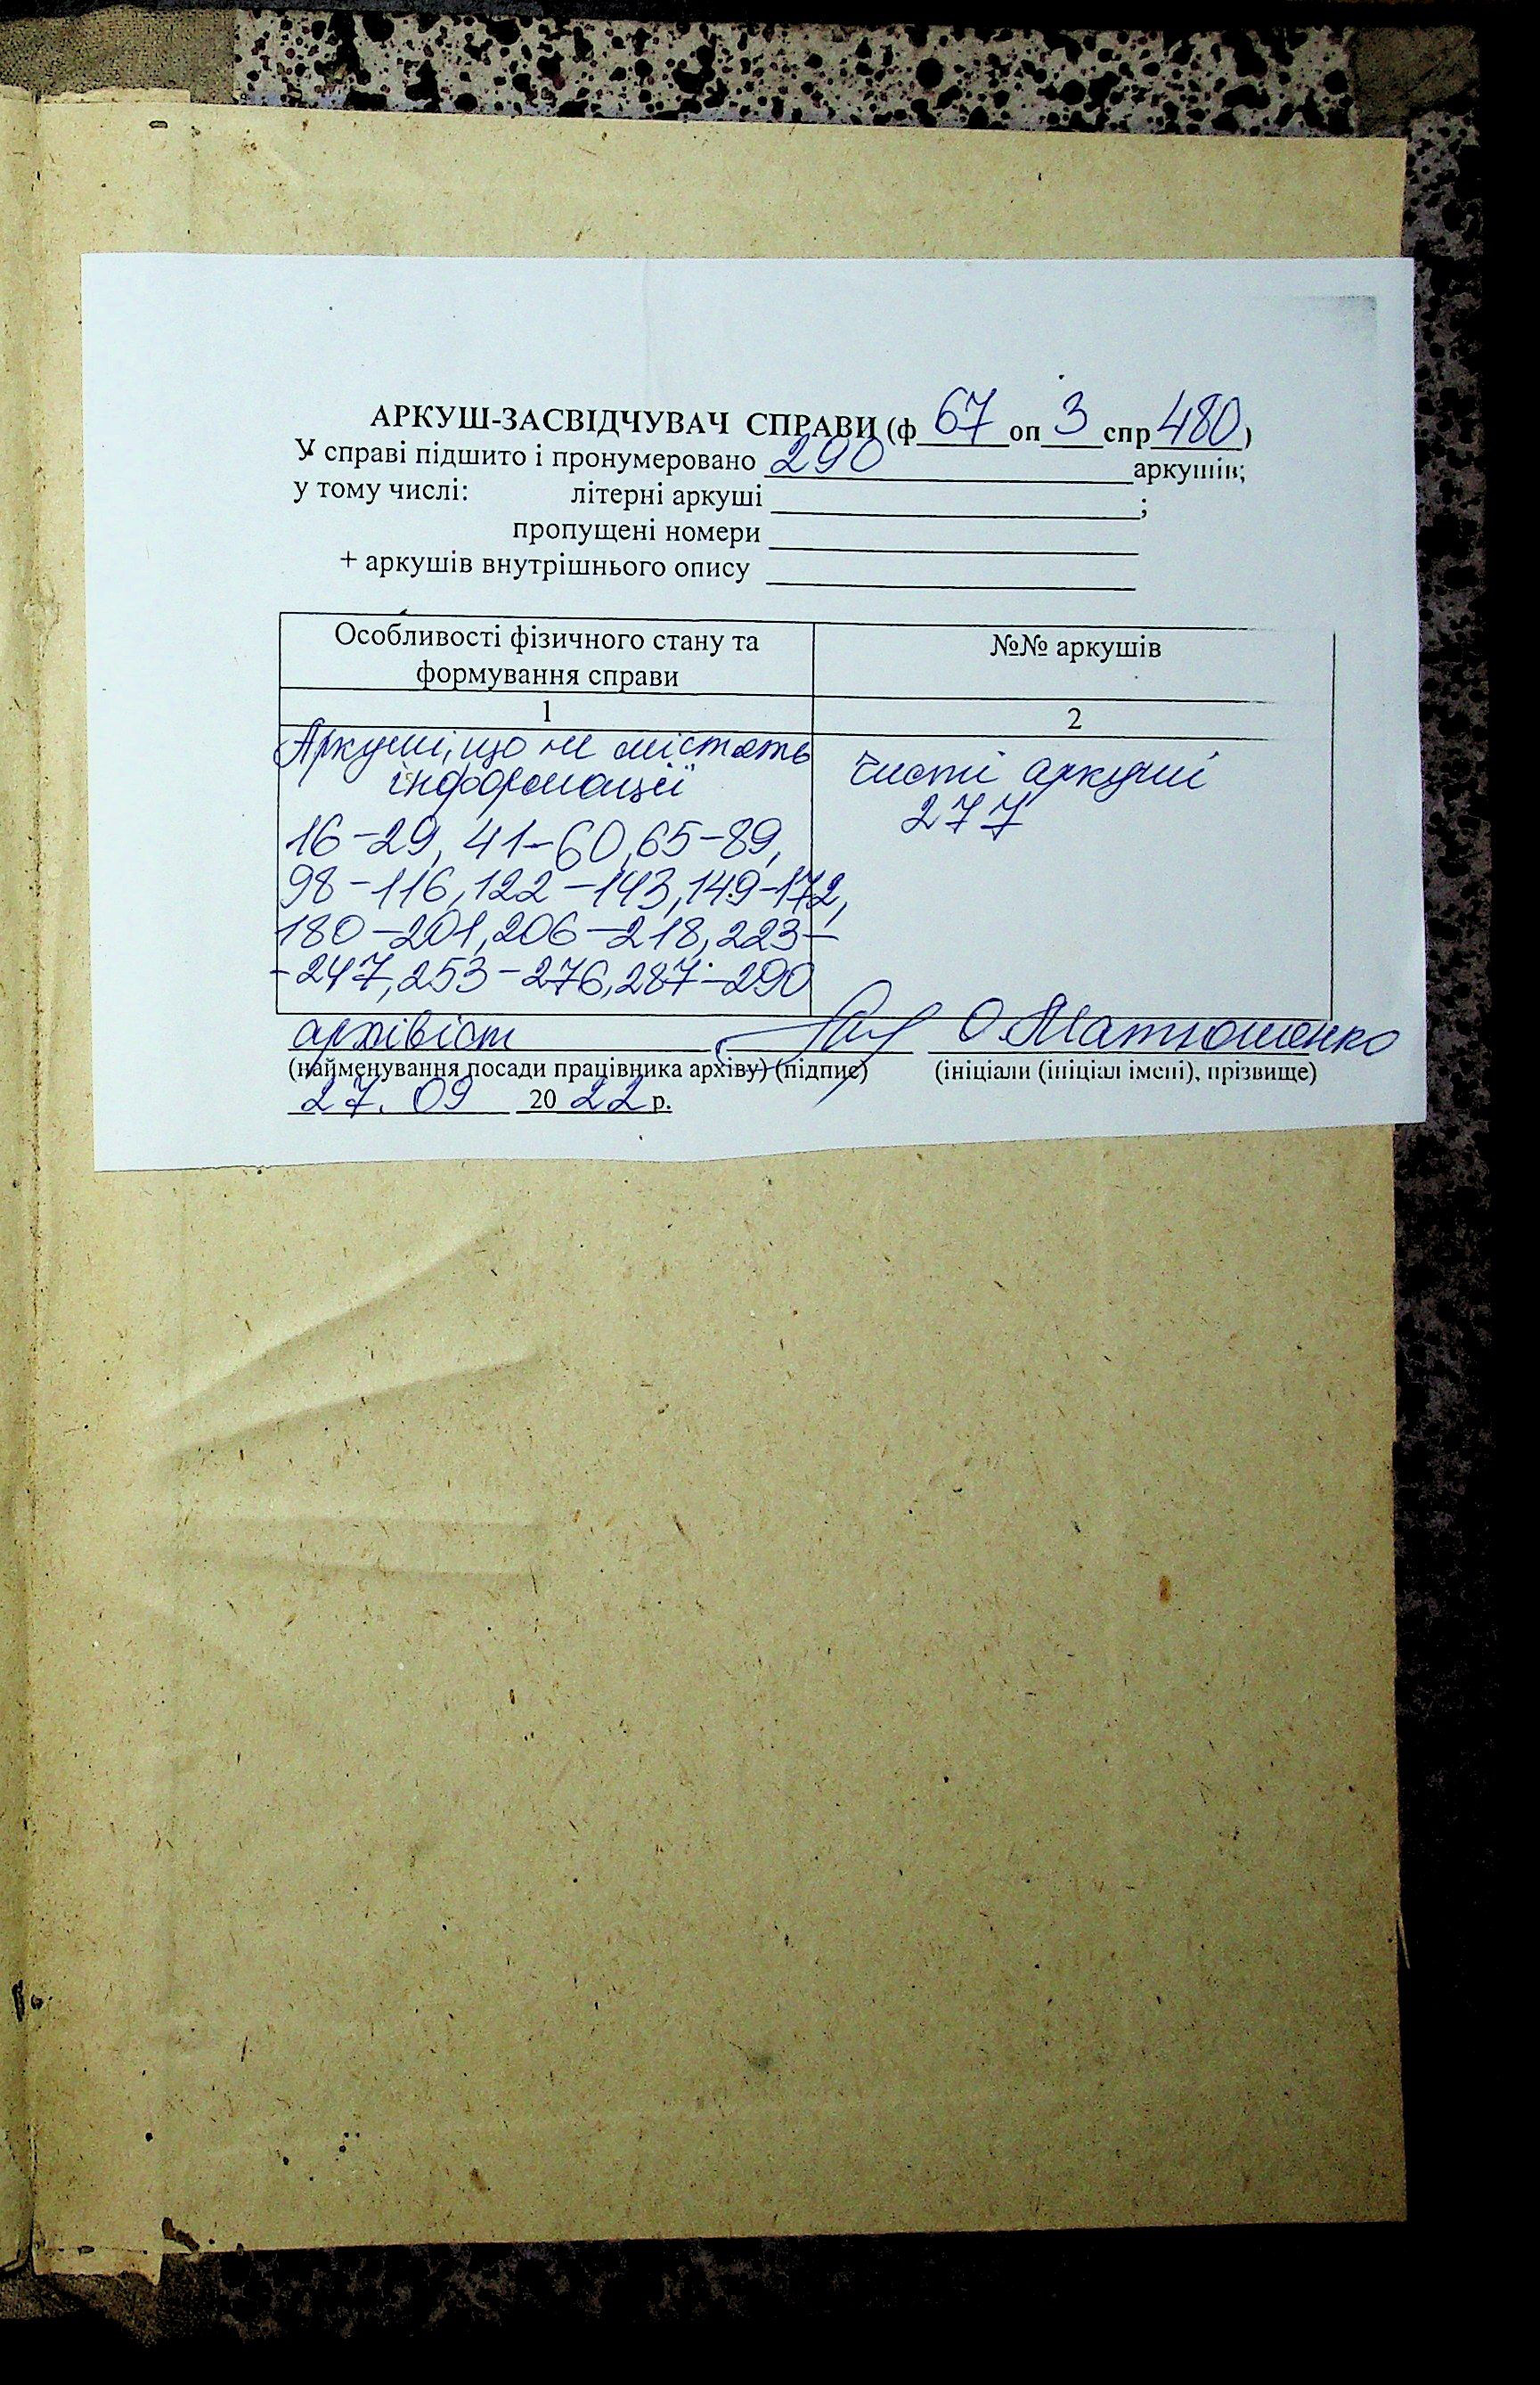 АРКУШ-ЗАСВІДЧУВАЧ СПРАВИ (ф 67 оп 3 спр 480)
У справі підшито і пронумеровано 290 аркушів;
у тому числі: літерні аркуші ;
пропущені номери
+ аркушів внутрішнього опису
Особливості фізичного стану та формування справи
№№ аркушів
1
2
Аркуші, що не містять
інформації
16-29, 41-60, 65-89,
98-116, 122-143, 149-172,
180-201, 206-218, 223-
-247, 253-276, 287-290
чисті аркуші
277
архівіст О. Матюшенко
(найменування посади працівника архіву) (підпис) (ініціали (ініціал імені), прізвище)
27.09 2022 р.